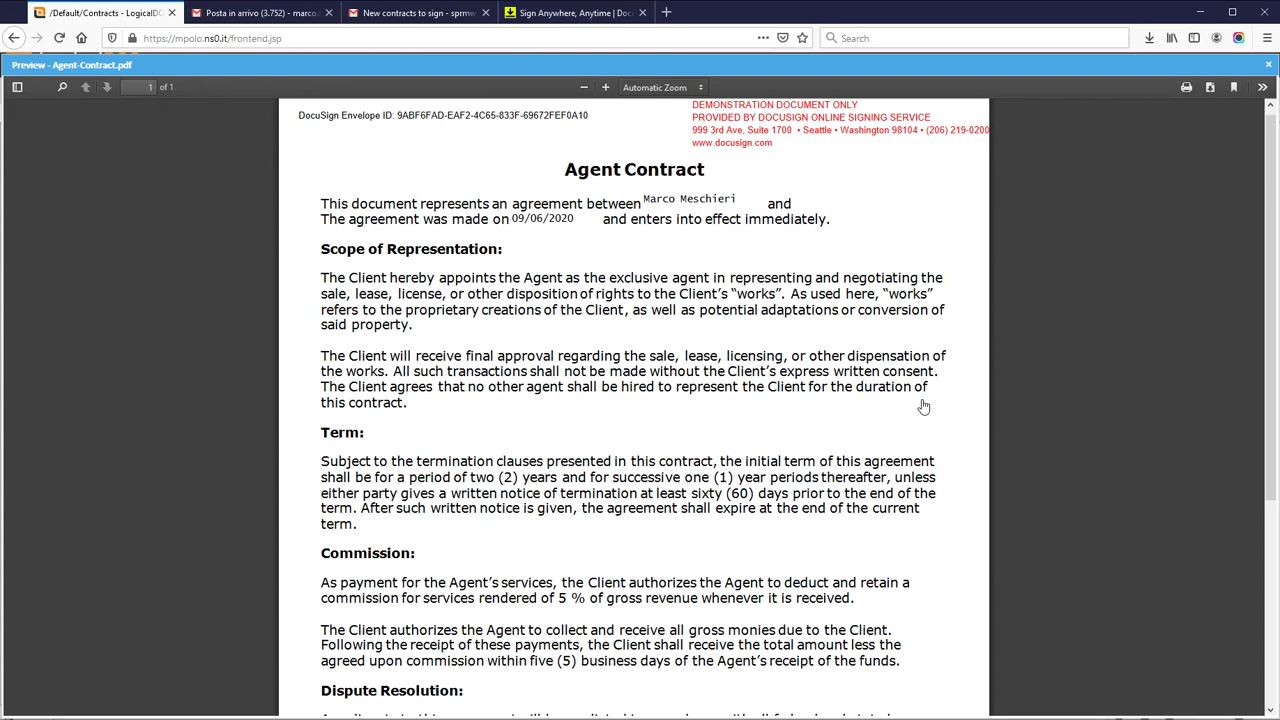 /Default/Contracts - LogicalDO
Posta in arrivo (3.752) - marco.
New contracts to sign - sprmw
Sign Anywhere, Anytime | Doc
https://mpolo.ns0.it/frontend.jsp
Search
Preview - Agent-Contract.pdf
1 of 1
Automatic Zoom
DocuSign Envelope ID: 9ABF6FAD-EAF2-4C65-833F-69672FEF0A10
DEMONSTRATION DOCUMENT ONLY
PROVIDED BY DOCUSIGN ONLINE SIGNING SERVICE
999 3rd Ave, Suite 1700 • Seattle • Washington 98104 • (206) 219-0200
www.docusign.com
Agent Contract
This document represents an agreement between Marco Meschieri and
The agreement was made on 09/06/2020 and enters into effect immediately.
Scope of Representation:
The Client hereby appoints the Agent as the exclusive agent in representing and negotiating the
sale, lease, license, or other disposition of rights to the Client’s “works”. As used here, “works”
refers to the proprietary creations of the Client, as well as potential adaptations or conversion of
said property.
The Client will receive final approval regarding the sale, lease, licensing, or other dispensation of
the works. All such transactions shall not be made without the Client’s express written consent.
The Client agrees that no other agent shall be hired to represent the Client for the duration of
this contract.
Term:
Subject to the termination clauses presented in this contract, the initial term of this agreement
shall be for a period of two (2) years and for successive one (1) year periods thereafter, unless
either party gives a written notice of termination at least sixty (60) days prior to the end of the
term. After such written notice is given, the agreement shall expire at the end of the current
term.
Commission:
As payment for the Agent’s services, the Client authorizes the Agent to deduct and retain a
commission for services rendered of 5 % of gross revenue whenever it is received.
The Client authorizes the Agent to collect and receive all gross monies due to the Client.
Following the receipt of these payments, the Client shall receive the total amount less the
agreed upon commission within five (5) business days of the Agent’s receipt of the funds.
Dispute Resolution: